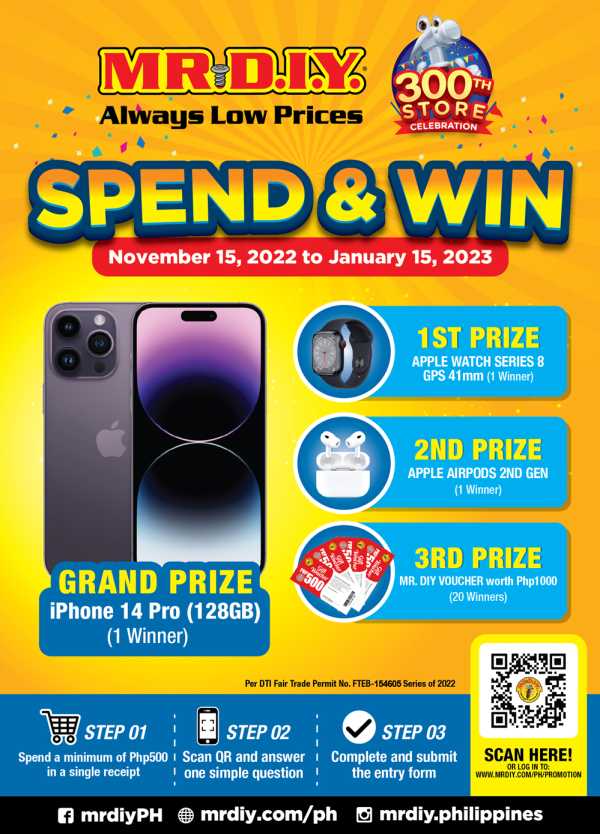 MR.D.I.Y.
Always Low Prices
300TH
STORE
CELEBRATION
SPEND & WIN
November 15, 2022 to January 15, 2023
1ST PRIZE
APPLE WATCH SERIES 8
GPS 41mm (1 Winner)
2ND PRIZE
APPLE AIRPODS 2ND GEN
(1 Winner)
3RD PRIZE
MR. DIY VOUCHER worth Php1000
(20 Winners)
GRAND PRIZE
iPhone 14 Pro (128GB)
(1 Winner)
Per DTI Fair Trade Permit No. FTEB-154605 Series of 2022
STEP 01
Spend a minimum of Php500
in a single receipt
STEP 02
Scan QR and answer
one simple question
STEP 03
Complete and submit
the entry form
SCAN HERE!
OR LOG IN TO:
WWW.MRDIY.COM/PH/PROMOTION
mrdiyPH
mrdiy.com/ph
mrdiy.philippines